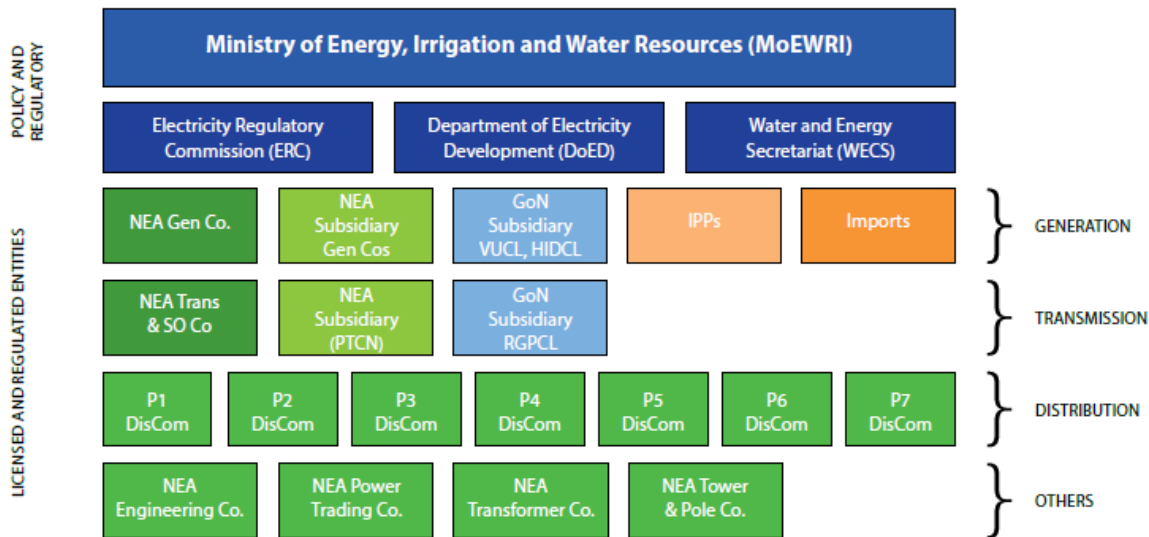 POLICY AND
REGULATORY
Ministry of Energy, Irrigation and Water Resources (MoEWRI)
Electricity Regulatory
Commission (ERC)
Department of Electricity
Development (DoED)
Water and Energy
Secretariat (WECS)
LICENSED AND REGULATED ENTITIES
NEA Gen Co.
NEA
Subsidiary
Gen Cos
GoN
Subsidiary
VUCL, HIDCL
IPPs
Imports
GENERATION
NEA Trans
& SO Co
NEA
Subsidiary
(PTCN)
GoN
Subsidiary
RGPCL
TRANSMISSION
P1
DisCom
P2
DisCom
P3
DisCom
P4
DisCom
P5
DisCom
P6
DisCom
P7
DisCom
DISTRIBUTION
NEA
Engineering Co.
NEA Power
Trading Co.
NEA
Transformer Co.
NEA Tower
& Pole Co.
OTHERS